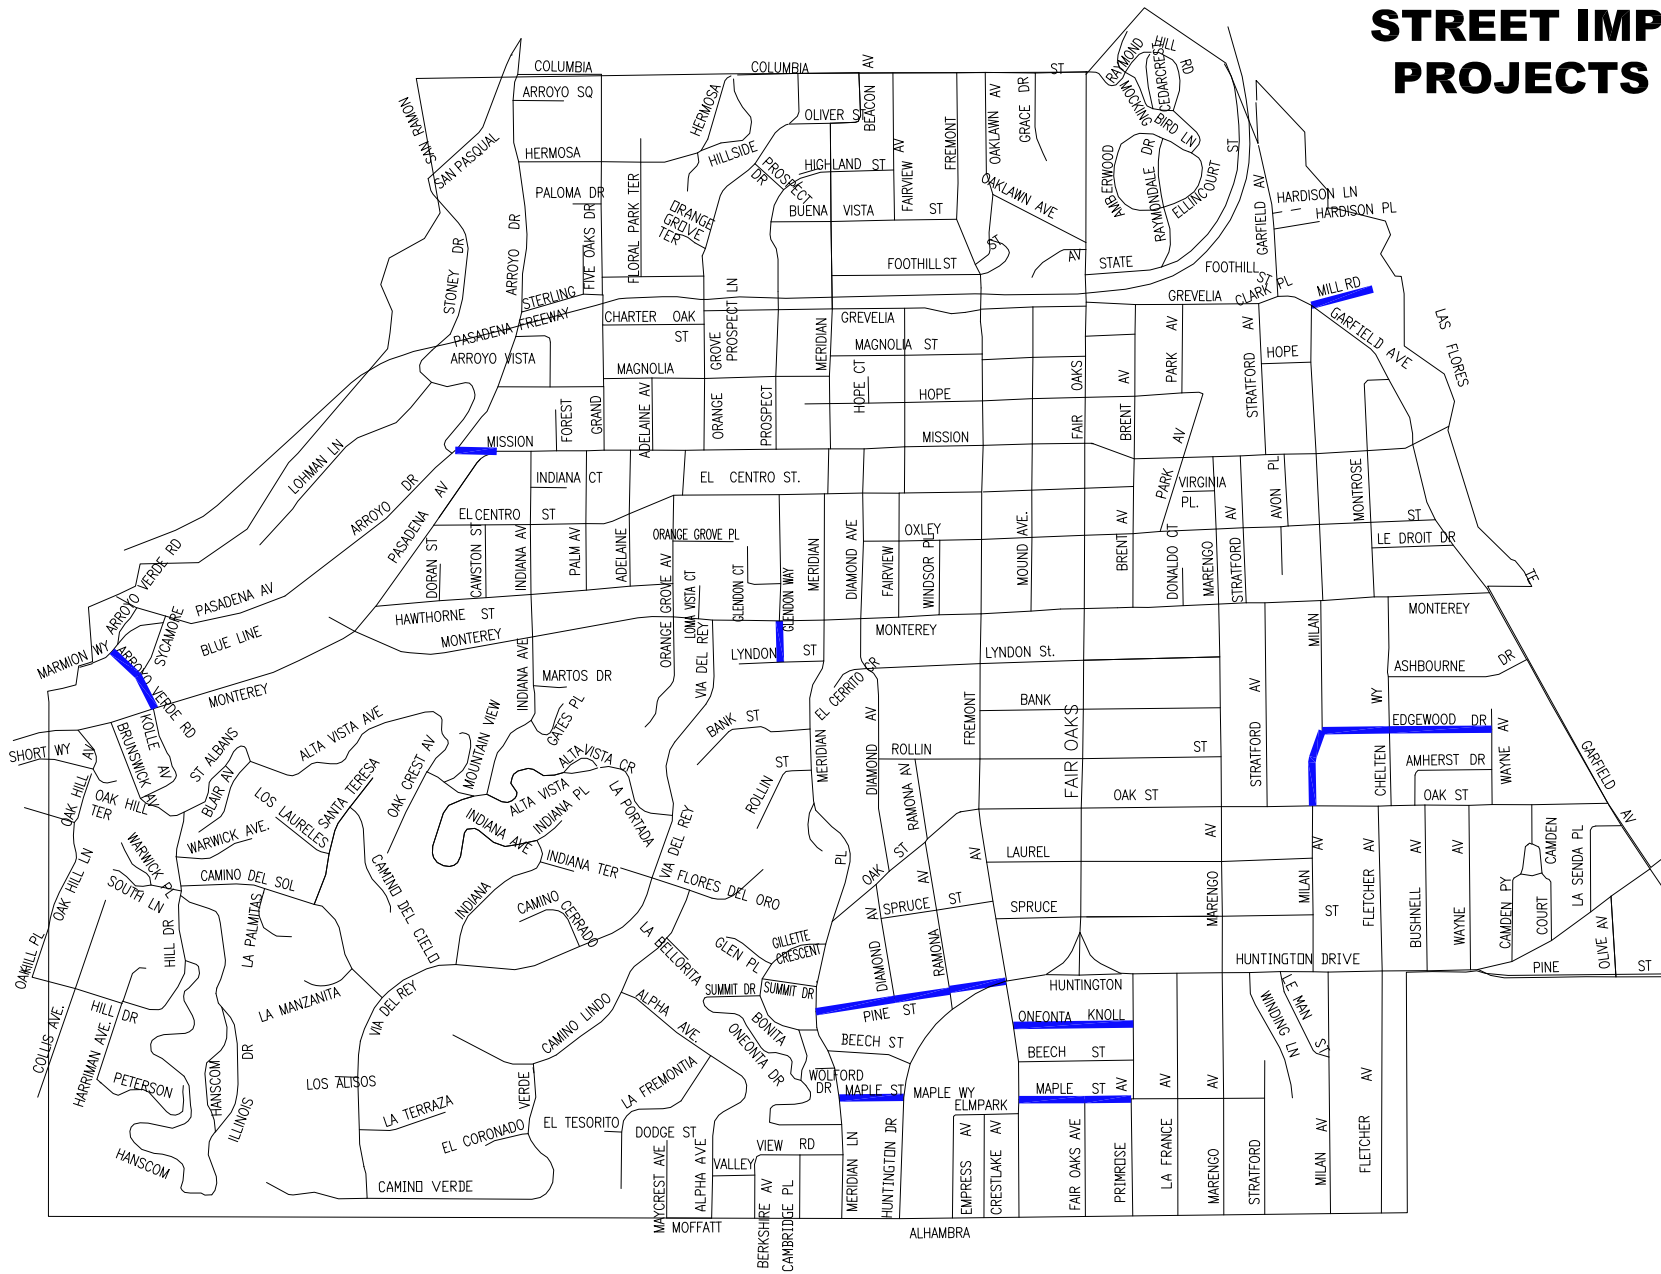 STREET IMP
PROJECTS
COLUMBIA
COLUMBIA
ST
ARROYO SQ
SAN RAMON
SAN PASQUAL
HERMOSA
HERMOSA
HILLSIDE
PROSPECT
DR
OLIVER ST
BEACON
AV
HIGHLAND ST
FAIRVIEW
AV
FREMONT
OAKLAWN AV
GRACE DR
RAYMOND
HILL
RD
CEDARCREST
MOCKING
BIRD LN
AMBERWOOD
RAYMONDALE DR
ELLINCOURT
ST
PALOMA DR
FIVE OAKS DR
FLORAL PARK TER
ORANGE
GROVE
TER
BUENA VISTA ST
OAKLAWN AVE
GARFIELD AV
HARDISON LN
HARDISON PL
STONEY DR
ARROYO DR
FOOTHILL ST
ST
AV
STATE
FOOTHILL
ST
CLARK PL
MILL RD
GREVELIA
STERLING
PASADENA FREEWAY
CHARTER OAK
ST
GROVE
PROSPECT LN
MERIDIAN
GREVELIA
MAGNOLIA ST
ARROYO VISTA
MAGNOLIA
HOPE CT
HOPE
OAKS
FAIR
AV
BRENT
PARK AV
STRATFORD AV
HOPE
GARFIELD AVE
LAS FLORES
TE
FOREST
GRAND
ADELAINE AV
ORANGE
PROSPECT
MISSION
MISSION
LOHMAN LN
ARROYO DR
PASADENA AV
INDIANA CT
EL CENTRO ST.
EL CENTRO ST
PARK AV
VIRGINIA
PL.
AVON PL
MONTROSE
ST
LE DROIT DR
ORANGE GROVE PL
OXLEY
DORAN ST
CAWSTON ST
INDIANA AV
PALM AV
ADELAINE
ORANGE GROVE AV
LOMA VISTA CT
GLENDON CT
GLENDON WAY
MERIDIAN
DIAMOND AVE
FAIRVIEW
WINDSOR PL
MOUND AVE.
BRENT AV
DONALDO CT
MARENGO
AV
STRATFORD
ARROYO VERDE RD
PASADENA AV
SYCAMORE
BLUE LINE
HAWTHORNE ST
MONTEREY
MONTEREY
MONTEREY
MARMION WY
ARROYO VERDE RD
MONTEREY
LYNDON ST
LYNDON St.
MILAN
ASHBOURNE DR
INDIANA AVE
MARTOS DR
GATES PL
VIA DEL REY
EL CERRITO CR
MERIDIAN
BANK ST
BANK
FREMONT
FAIR OAKS
STRATFORD AV
CHELTEN WY
EDGEWOOD DR
WAYNE AV
AMHERST DR
OAK ST
GARFIELD AV
SHORT WY
OAK HILL AV
OAK HILL
TER
BRUNSWICK AV
KOLLE AV
ST ALBANS
BLAIR AV
ALTA VISTA AVE
LOS LAURELES
SANTA TERESA
OAK CREST AV
MOUNTAIN VIEW
ALTA VISTA CR
ALTA VISTA
INDIANA PL
INDIANA AVE
LA PORTADA
ROLLIN ST
DIAMOND AV
ROLLIN ST
RAMONA AV
OAK ST
OAK ST
WARWICK AVE.
WARWICK PL
SOUTH LN
CAMINO DEL SOL
OAK HILL LN
HILL DR
LA PALMITAS
CAMINO DEL CIELO
INDIANA
INDIANA TER
CAMINO CERRADO
VIA DEL REY
FLORES DEL ORO
PL
AV
LAUREL
SPRUCE ST
SPRUCE
ST
MARENGO AV
MILAN AV
FLETCHER AV
BUSHNELL AV
WAYNE AV
CAMDEN PY
COURT
CAMDEN
LA SENDA PL
OLIVE AV
LA BELLORITA
GLEN PL
GILLETTE
CRESCENT
DIAMOND AV
RAMONA AV
HUNTINGTON DRIVE
PINE ST
HILL DR
COLLIS AVE.
HARRIMAN AVE.
PETERSON
HANSCOM
HANSCOM
ILLINOIS DR
LA MANZANITA
VIA DEL REY
CAMINO LINDO
ALPHA AVE.
SUMMIT DR
SUMMIT DR
BONITA
ONEONTA DR
PINE ST
HUNTINGTON
ONEONTA KNOLL
LE MAN ST
WINDING LN
BEECH ST
BEECH ST
LOS ALISOS
LA TERRAZA
EL CORONADO
VERDE
EL TESORITO
LA FREMONTIA
WOLFORD
DR
MAPLE ST
MAPLE WY
MAPLE ST
ELMPARK
AV
DODGE ST
VIEW RD
VALLEY
CAMINO VERDE
MAYCREST AVE
ALPHA AVE
BERKSHIRE AV
CAMBRIDGE PL
MERIDIAN LN
HUNTINGTON DR
EMPRESS AV
CRESTLAKE AV
FAIR OAKS AVE
PRIMROSE
LA FRANCE AV
MARENGO AV
STRATFORD
MILAN AV
FLETCHER AV
MOFFATT
ALHAMBRA